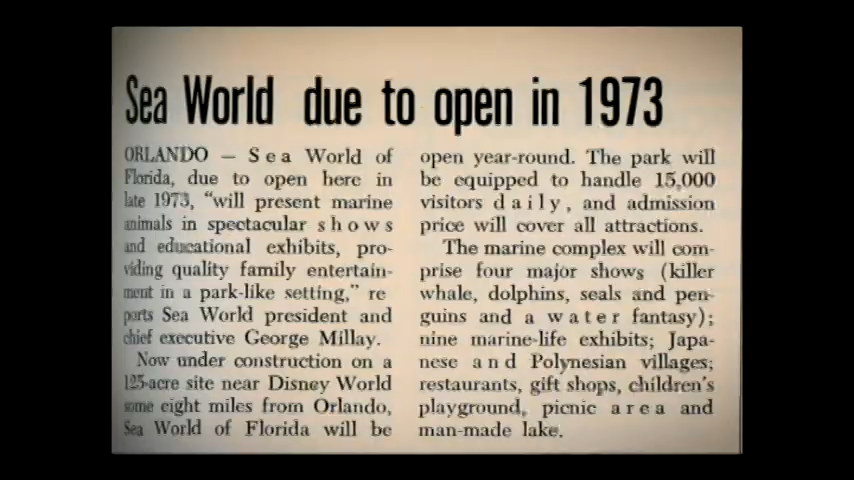 Sea World due to open in 1973
ORLANDO — Sea World of
Florida, due to open here in
late 1973, “will present marine
animals in spectacular shows
and educational exhibits, pro-
viding quality family entertain-
ment in a park-like setting,” re
ports Sea World president and
chief executive George Millay.
Now under construction on a
125-acre site near Disney World
some eight miles from Orlando,
Sea World of Florida will be
open year-round. The park will
be equipped to handle 15,000
visitors daily, and admission
price will cover all attractions.
The marine complex will com-
prise four major shows (killer
whale, dolphins, seals and pen-
guins and a water fantasy);
nine marine-life exhibits; Japa-
nese and Polynesian villages;
restaurants, gift shops, children's
playground, picnic area and
man-made lake.